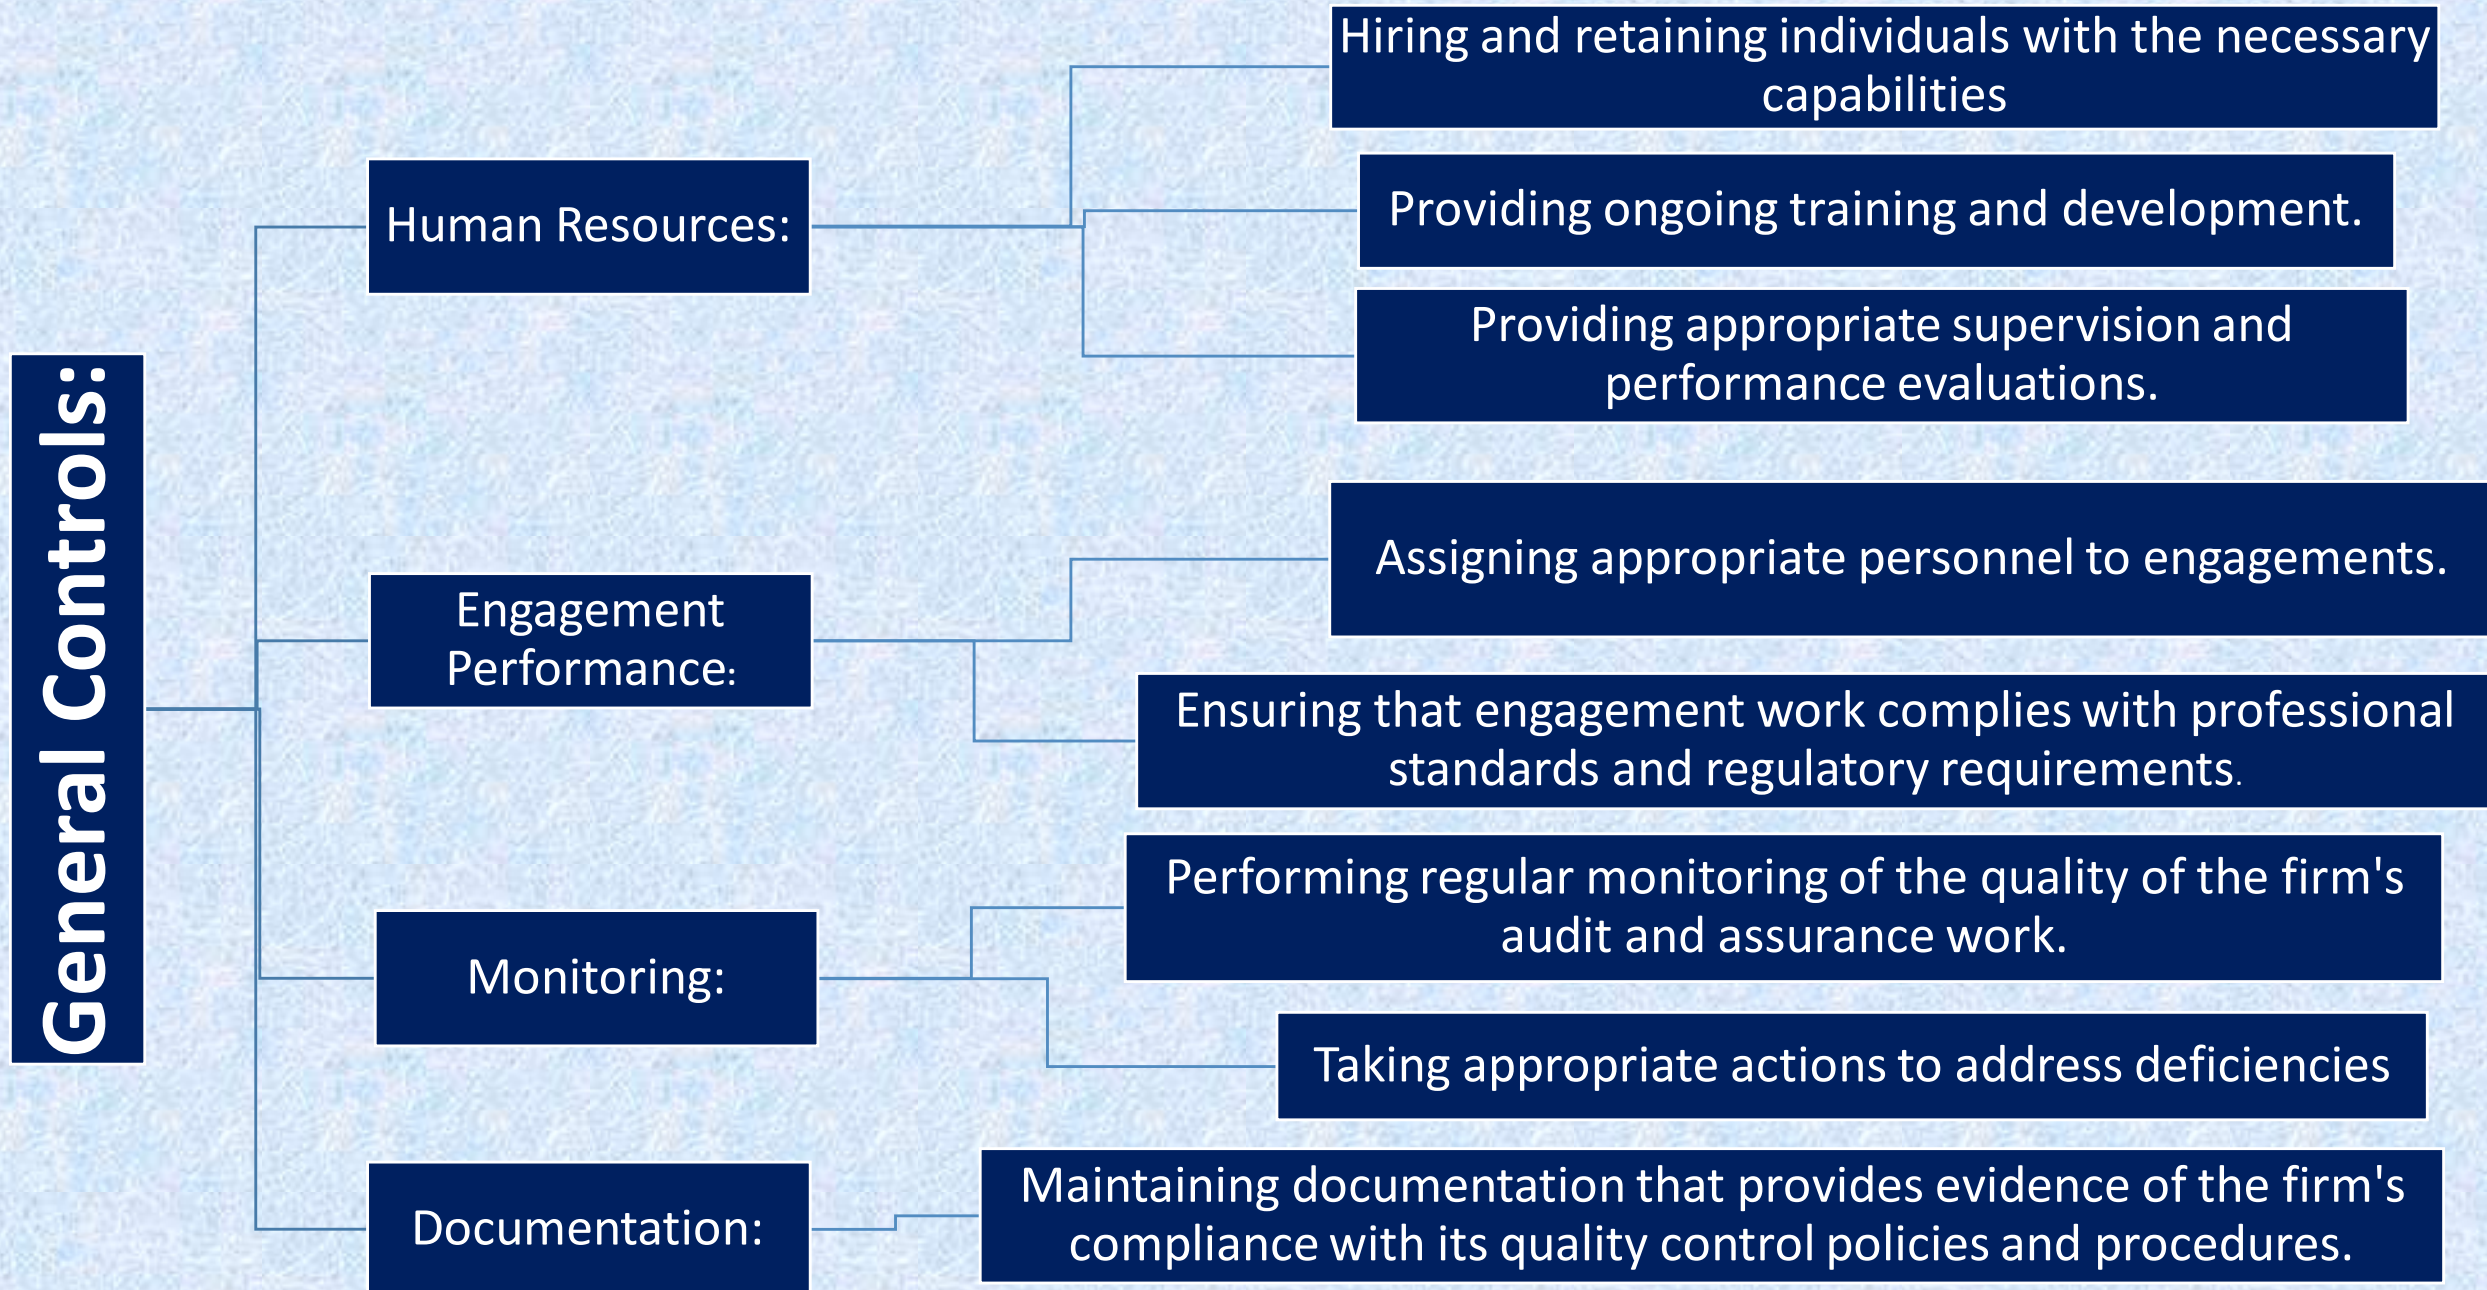 General Controls:
Human Resources:
Hiring and retaining individuals with the necessary
capabilities
Providing ongoing training and development.
Providing appropriate supervision and
performance evaluations.
Engagement
Performance:
Assigning appropriate personnel to engagements.
Ensuring that engagement work complies with professional
standards and regulatory requirements.
Monitoring:
Performing regular monitoring of the quality of the firm's
audit and assurance work.
Taking appropriate actions to address deficiencies
Documentation:
Maintaining documentation that provides evidence of the firm's
compliance with its quality control policies and procedures.